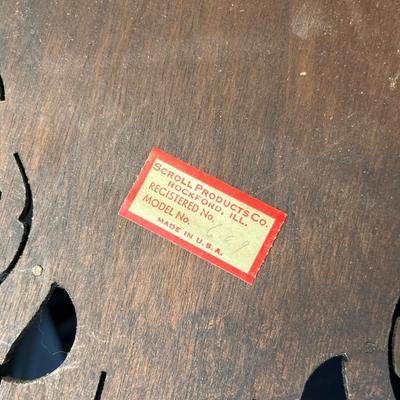 SCROLL PRODUCTS CO.
ROCKFORD, ILL.
REGISTERED No.
MODEL No.
MADE IN U.S.A.